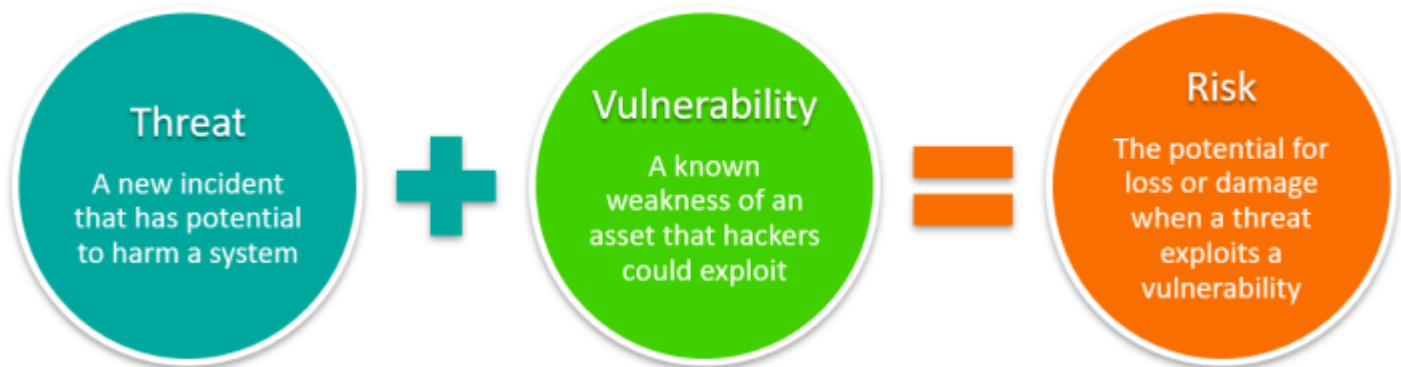 Threat
A new incident
that has potential
to harm a system
Vulnerability
A known
weakness of an
asset that hackers
could exploit
Risk
The potential for
loss or damage
when a threat
exploits a
vulnerability